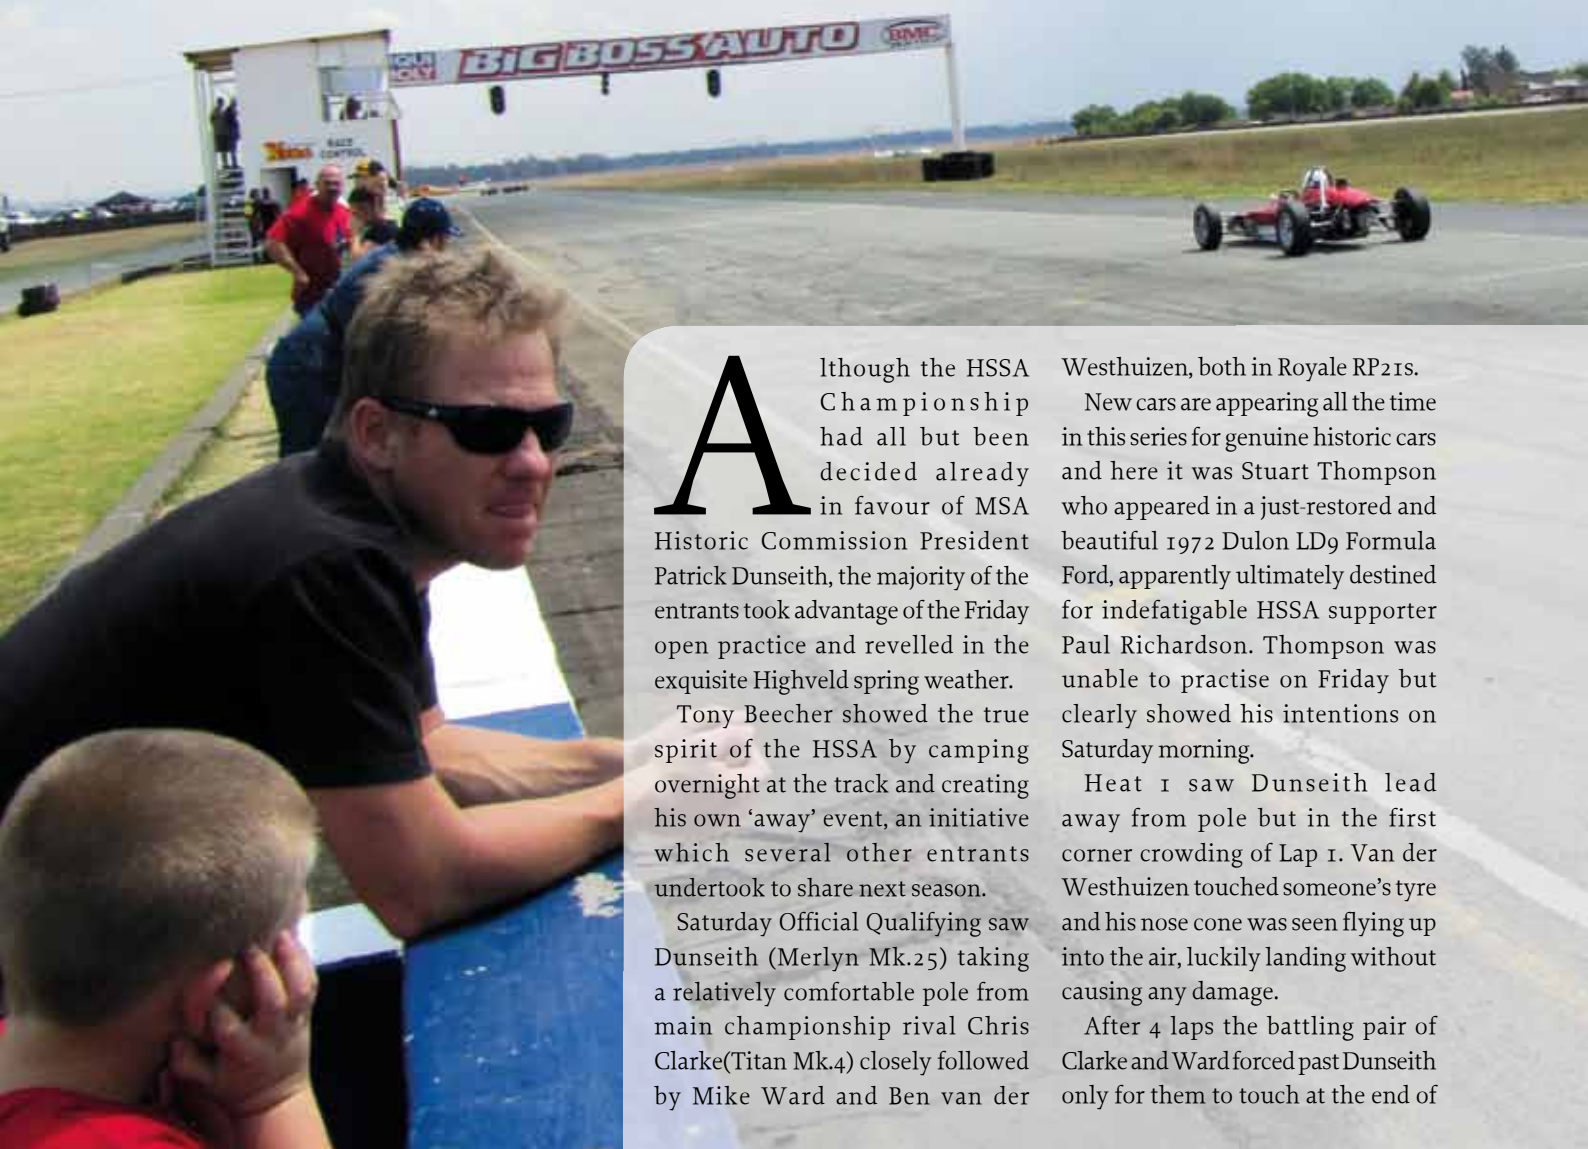 LIQUI
MOLY
BIG BOSS AUTO
BMC
RACE
CONTROL
Although the HSSA
Championship
had all but been
decided already
in favour of MSA
Historic Commission President
Patrick Dunseith, the majority of the
entrants took advantage of the Friday
open practice and revelled in the
exquisite Highveld spring weather.
Tony Beecher showed the true
spirit of the HSSA by camping
overnight at the track and creating
his own ‘away’ event, an initiative
which several other entrants
undertook to share next season.
Saturday Official Qualifying saw
Dunseith (Merlyn Mk.25) taking
a relatively comfortable pole from
main championship rival Chris
Clarke(Titan Mk.4) closely followed
by Mike Ward and Ben van der
Westhuizen, both in Royale RP21s.
New cars are appearing all the time
in this series for genuine historic cars
and here it was Stuart Thompson
who appeared in a just-restored and
beautiful 1972 Dulon LD9 Formula
Ford, apparently ultimately destined
for indefatigable HSSA supporter
Paul Richardson. Thompson was
unable to practise on Friday but
clearly showed his intentions on
Saturday morning.
Heat 1 saw Dunseith lead
away from pole but in the first
corner crowding of Lap 1. Van der
Westhuizen touched someone’s tyre
and his nose cone was seen flying up
into the air, luckily landing without
causing any damage.
After 4 laps the battling pair of
Clarke and Ward forced past Dunseith
only for them to touch at the end of